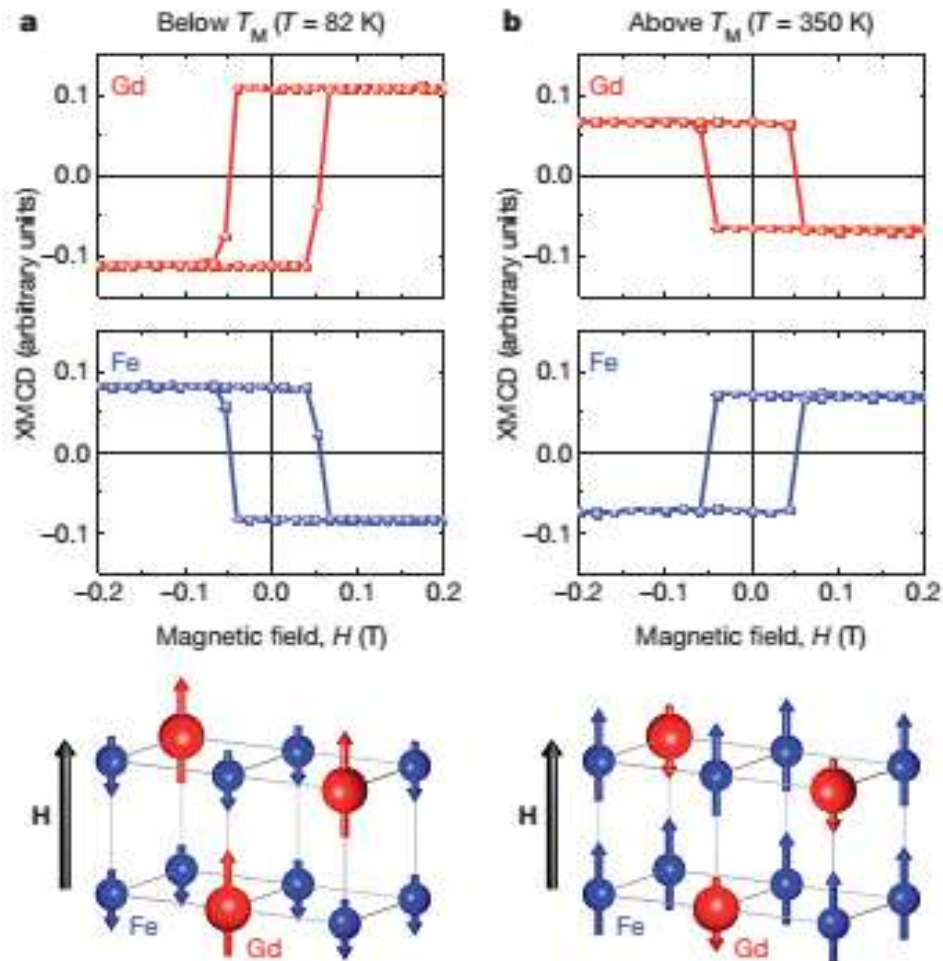 a Below T_M (T = 82 K)
b Above T_M (T = 350 K)
Gd
0.1
0.0
–0.1
Gd
0.1
0.0
–0.1
XMCD (arbitrary units)
XMCD (arbitrary units)
Fe
0.1
0.0
–0.1
Fe
0.1
0.0
–0.1
–0.2 –0.1 0.0 0.1 0.2
–0.2 –0.1 0.0 0.1 0.2
Magnetic field, H (T)
Magnetic field, H (T)
H
Fe
Gd
H
Fe
Gd